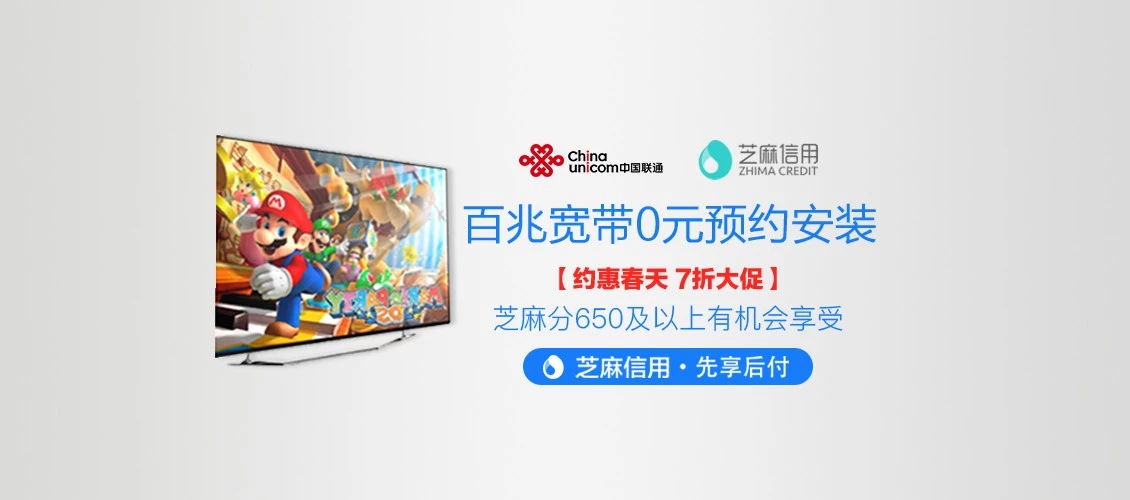 China
unicom中国联通
芝麻信用
ZHIMA CREDIT
百兆宽带0元预约安装
【约惠春天 7折大促】
芝麻分650及以上有机会享受
芝麻信用·先享后付
M
MARIO PARTY
DS